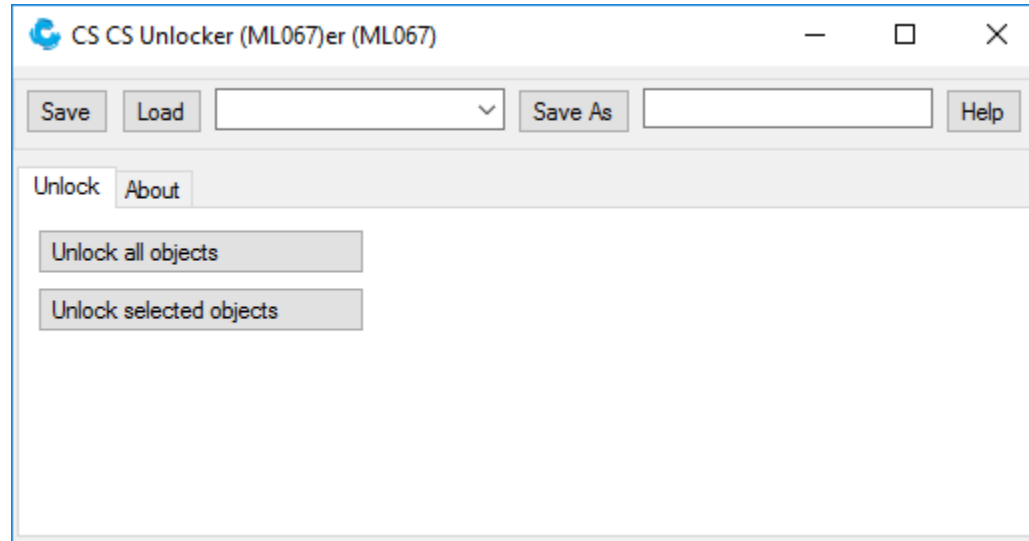 CS CS Unlocker (ML067)er (ML067)
Save Load Save As Help
Unlock About
Unlock all objects
Unlock selected objects